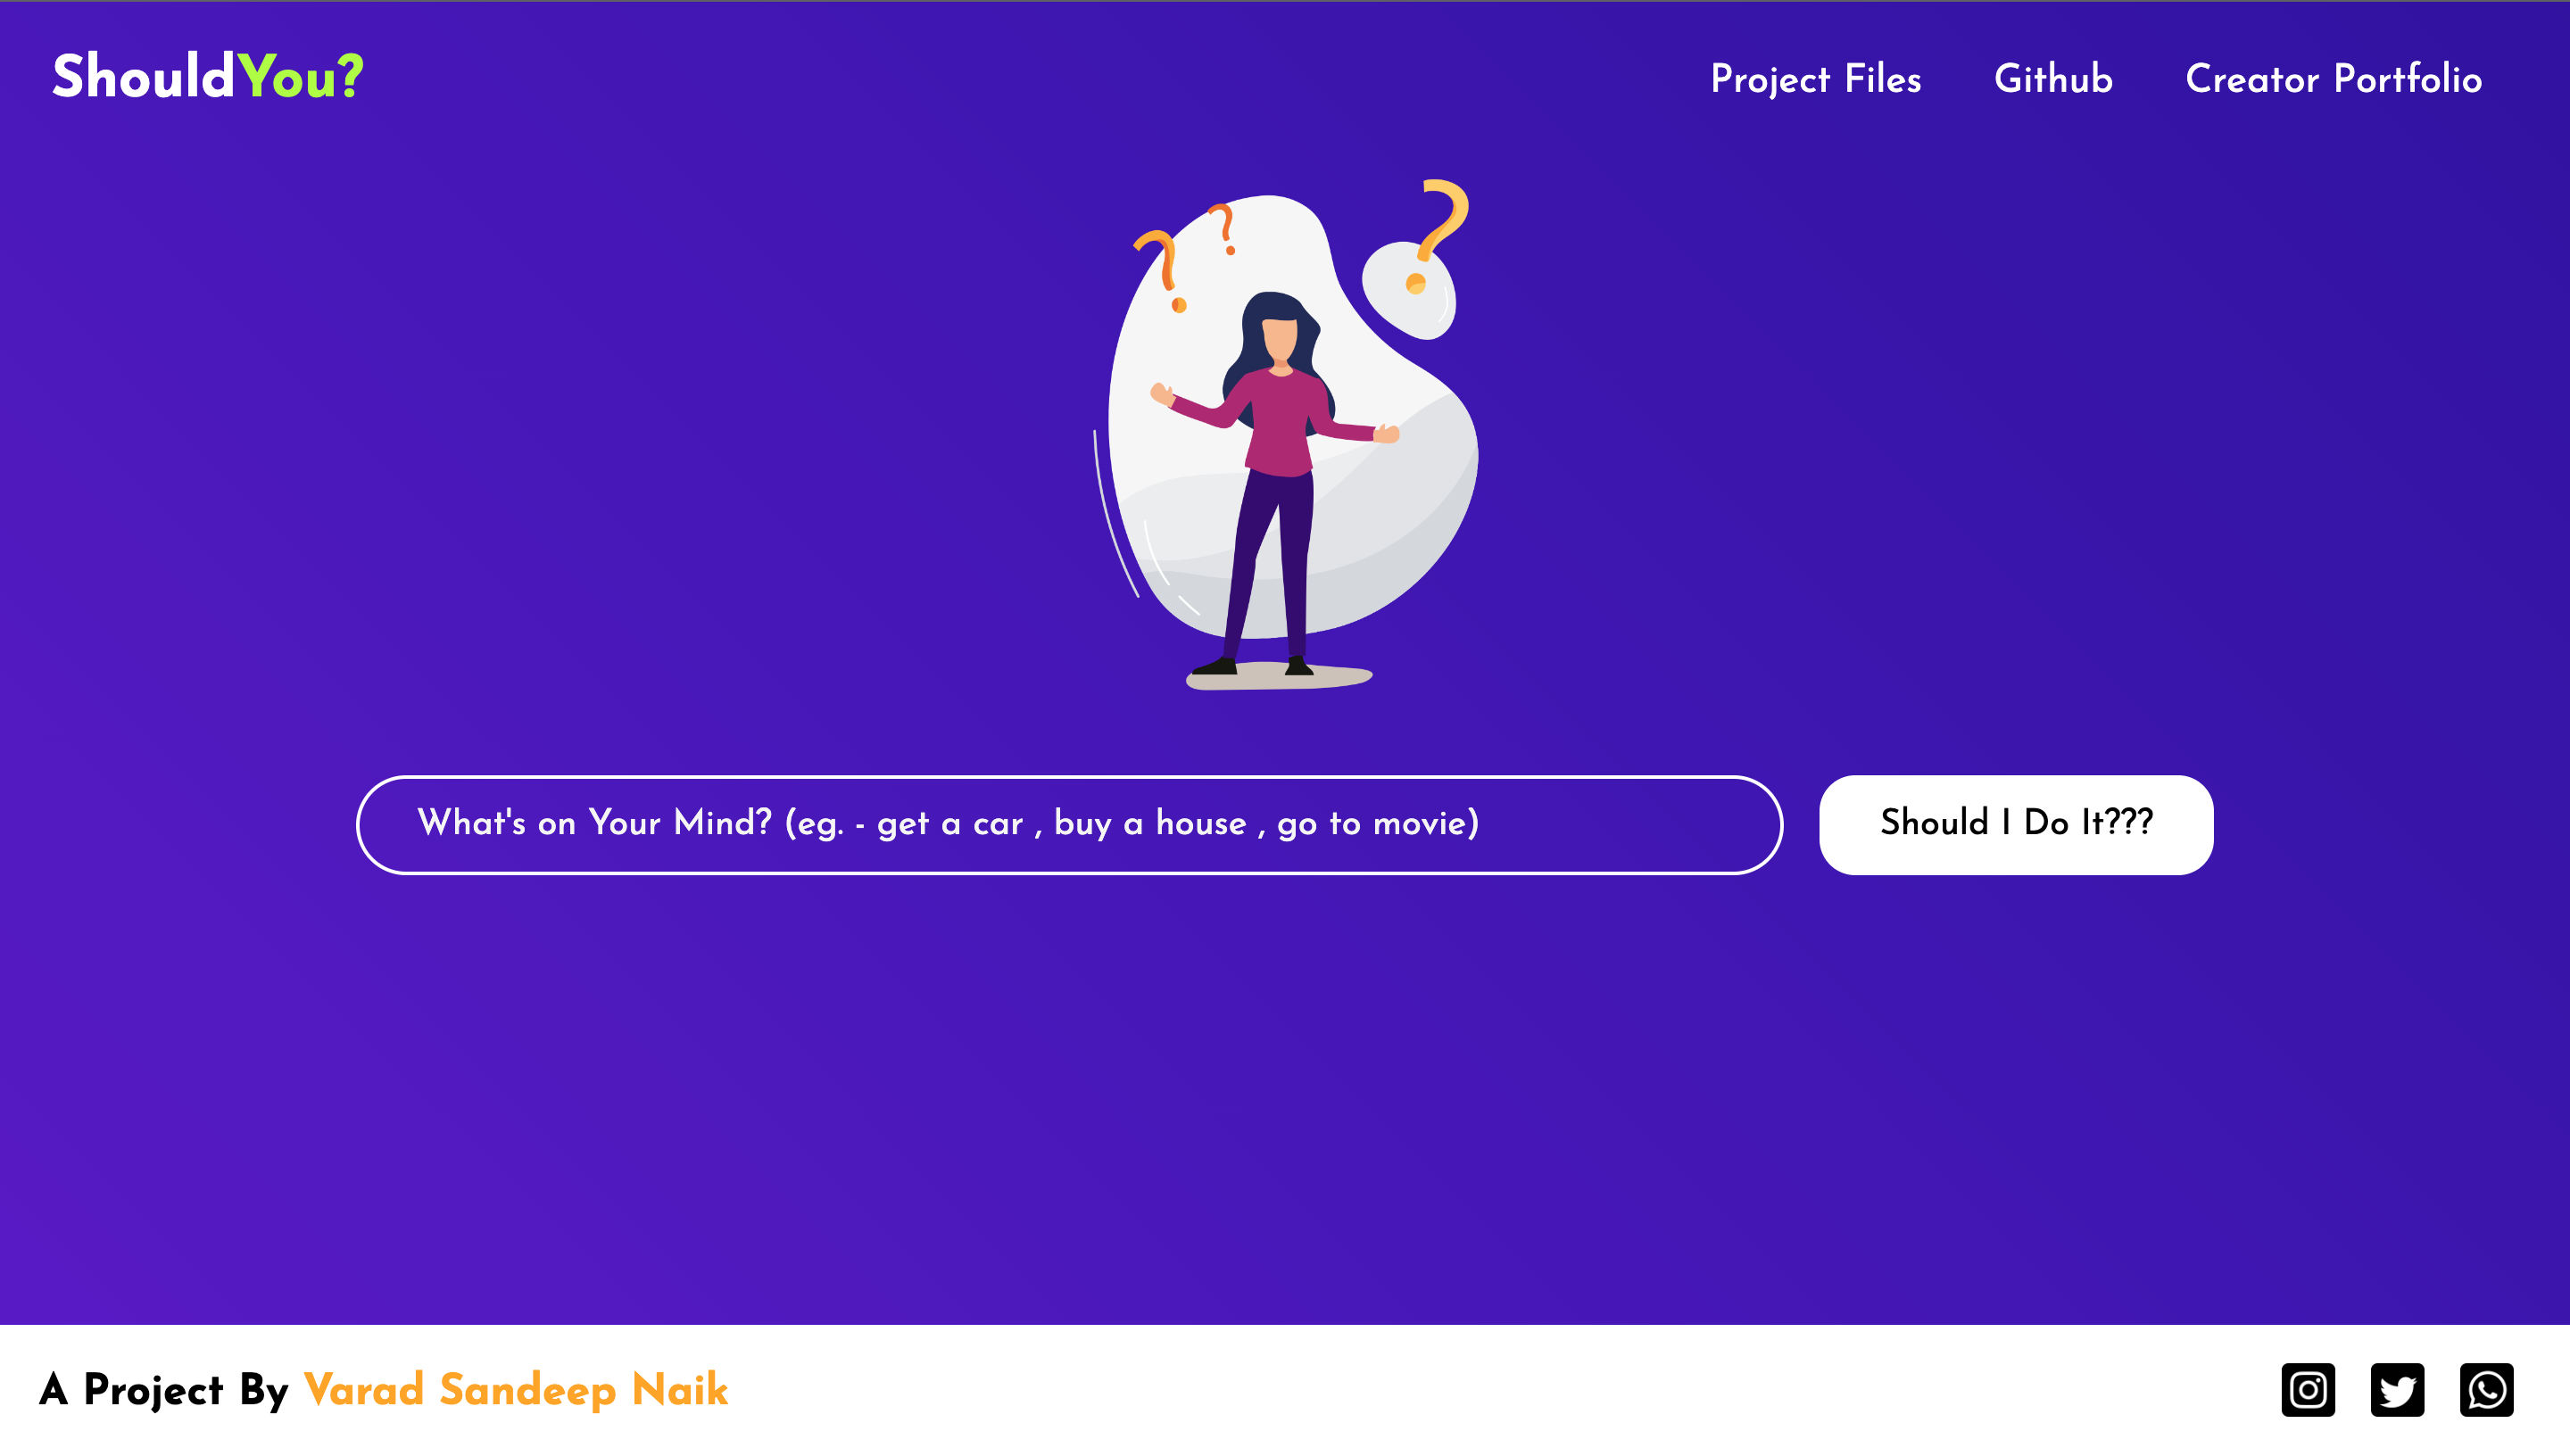 ShouldYou?
Project Files Github Creator Portfolio
? ? ?
What's on Your Mind? (eg. - get a car , buy a house , go to movie)
Should I Do It???
A Project By Varad Sandeep Naik